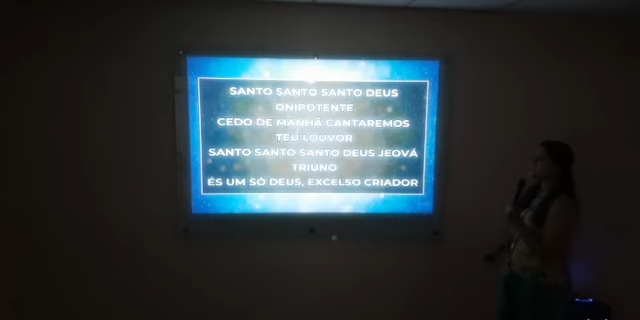 SANTO SANTO SANTO DEUS
ONIPOTENTE
CEDO DE MANHÃ CANTAREMOS
TEU LOUVOR
SANTO SANTO SANTO DEUS JEOVÁ
TRIUNO
ÉS UM SÓ DEUS, EXCELSO CRIADOR